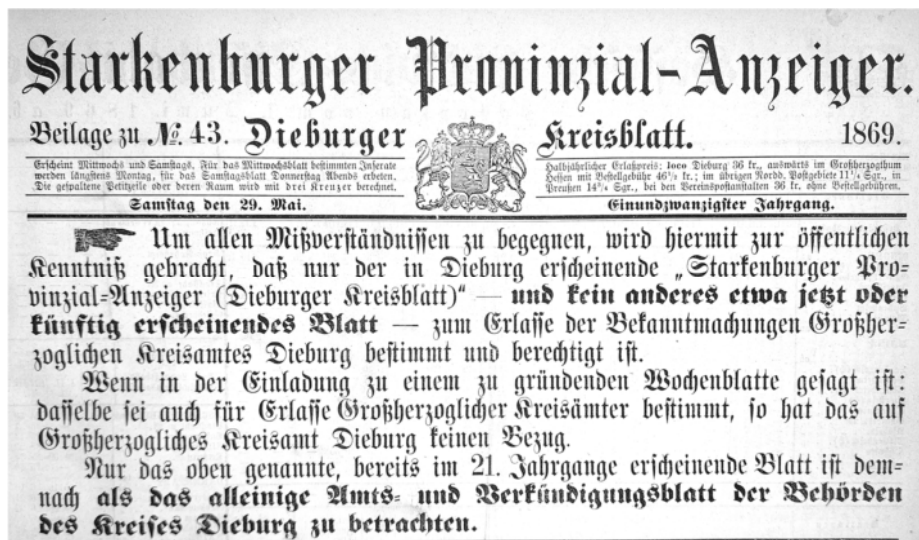 Starkenburger Provinzial-Anzeiger.
Beilage zu № 43. Dieburger Kreisblatt. 1869.
Erscheint Mittwochs und Samstags. Für das Mittwochsblatt bestimmten Inserate
werden längstens Montag, für das Samstagsblatt Donnerstag Abends erbeten.
Die gespaltene Petitzeile oder deren Raum wird mit drei Kreuzer berechnet.
Halbjährlicher Erlaßpreis: loco Dieburg 36 kr., auswärts im Großherzogthum
Hessen mit Bestellgebühr 46½ kr.; im übrigen Nordd. Postgebiete 11¼ Sgr., in
Preußen 14¾ Sgr., bei den Vereinspostanstalten 36 kr. ohne Bestellgebühren.
Samstag den 29. Mai. Einundzwanzigster Jahrgang.
Um allen Mißverständnissen zu begegnen, wird hiermit zur öffentlichen
Kenntniß gebracht, daß nur der in Dieburg erscheinende „Starkenburger Pro-
vinzial-Anzeiger (Dieburger Kreisblatt)“ — und kein anderes etwa jetzt oder
künftig erscheinendes Blatt — zum Erlasse der Bekanntmachungen Großher-
zoglichen Kreisamtes Dieburg bestimmt und berechtigt ist.
Wenn in der Einladung zu einem zu gründenden Wochenblatte gesagt ist:
dasselbe sei auch für Erlasse Großherzoglicher Kreisämter bestimmt, so hat das auf
Großherzogliches Kreisamt Dieburg keinen Bezug.
Nur das oben genannte, bereits im 21. Jahrgange erscheinende Blatt ist dem-
nach als das alleinige Amts- und Verkündigungsblatt der Behörden
des Kreises Dieburg zu betrachten.